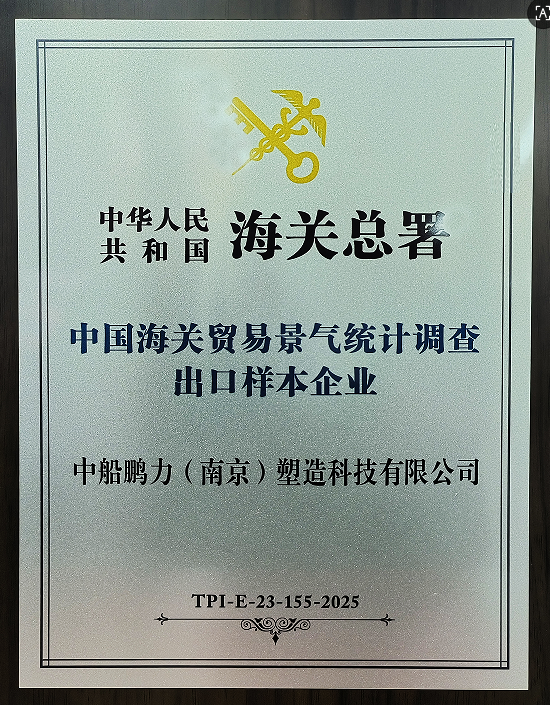 中华人民
共和国
海关总署
中国海关贸易景气统计调查
出口样本企业
中船鹏力（南京）塑造科技有限公司
TPI-E-23-155-2025